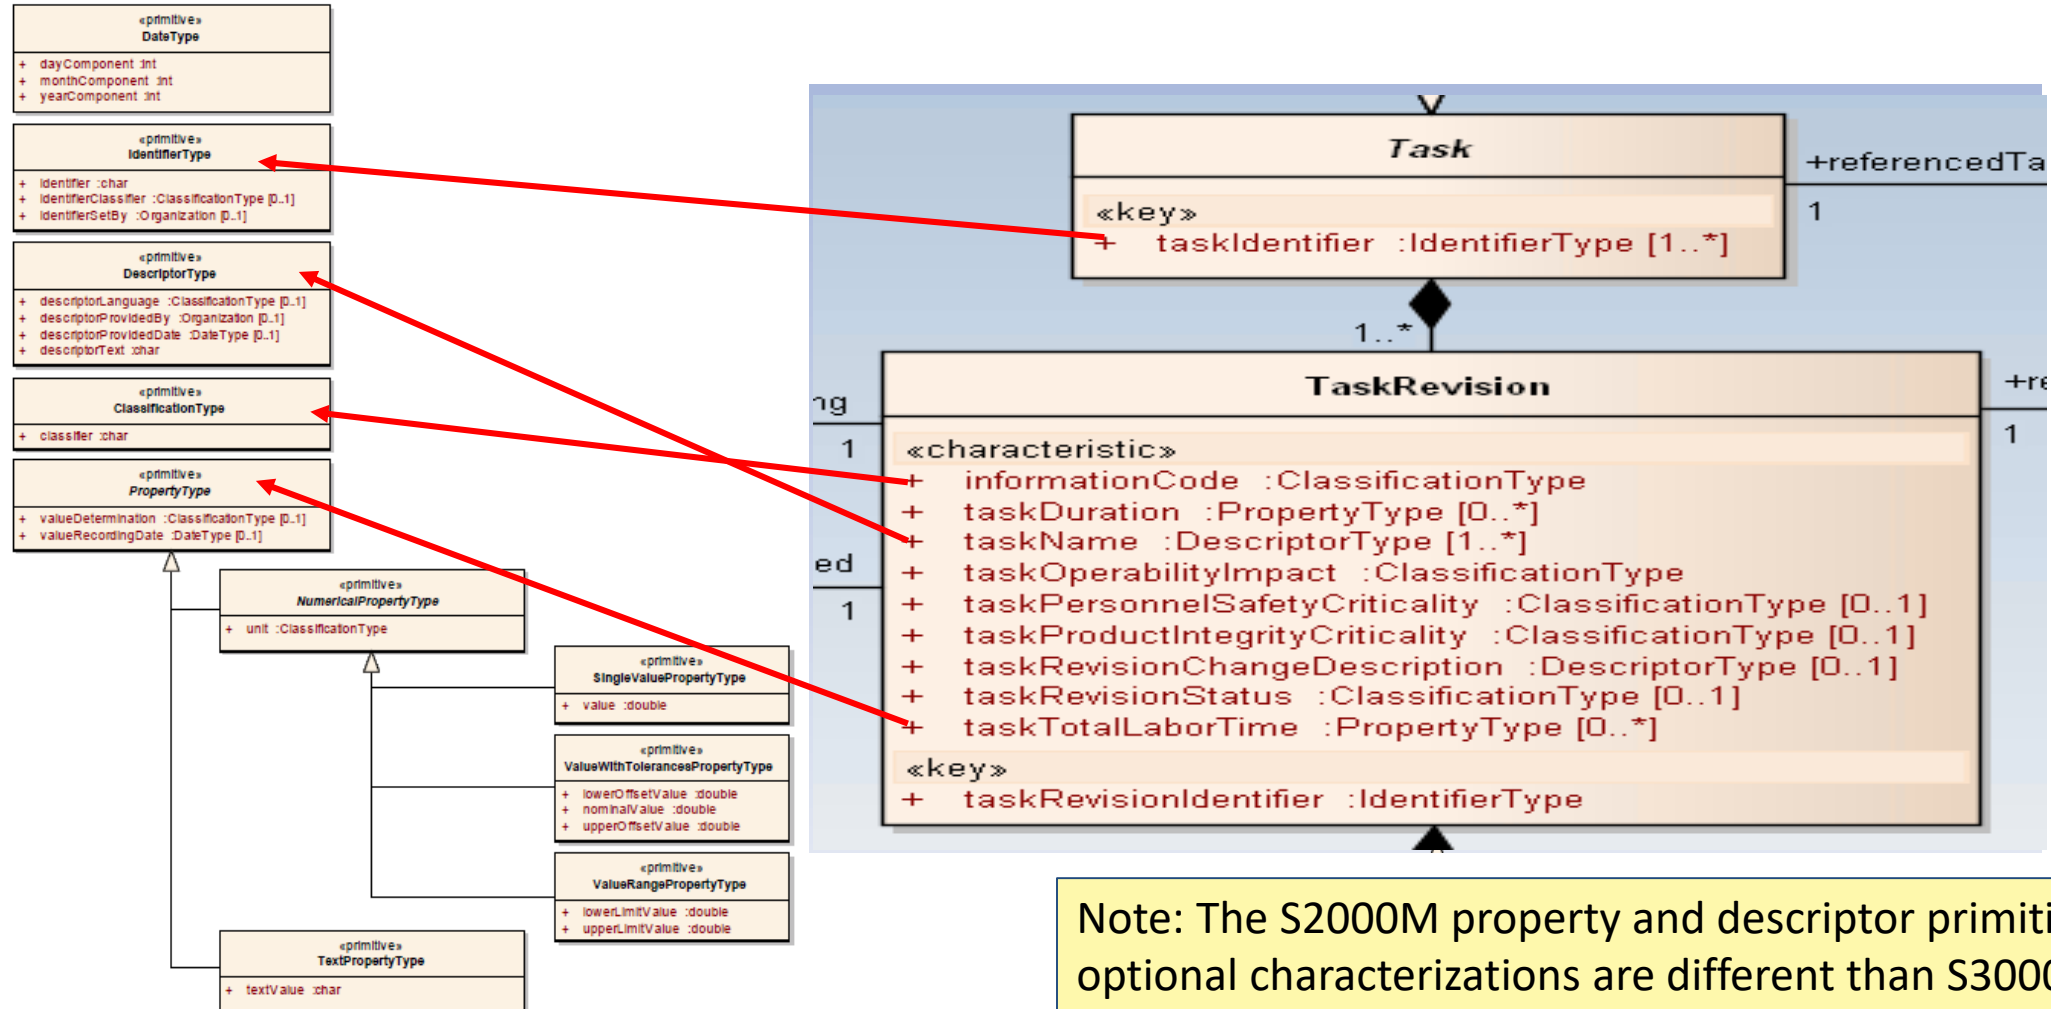 «primitive»
DateType
+ dayComponent :int
+ monthComponent :int
+ yearComponent :int
«primitive»
IdentifierType
+ identifier :char
+ identifierClassifier :ClassificationType [0..1]
+ identifierSetBy :Organization [0..1]
«primitive»
DescriptorType
+ descriptorLanguage :ClassificationType [0..1]
+ descriptorProvidedBy :Organization [0..1]
+ descriptorProvidedDate :DateType [0..1]
+ descriptorText :char
«primitive»
ClassificationType
+ classifier :char
«primitive»
PropertyType
+ valueDetermination :ClassificationType [0..1]
+ valueRecordingDate :DateType [0..1]
«primitive»
NumericalPropertyType
+ unit :ClassificationType
«primitive»
SingleValuePropertyType
+ value :double
«primitive»
ValueWithTolerancesPropertyType
+ lowerOffsetValue :double
+ nominalValue :double
+ upperOffsetValue :double
«primitive»
ValueRangePropertyType
+ lowerLimitValue :double
+ upperLimitValue :double
«primitive»
TextPropertyType
+ textValue :char
Task
«key»
+ taskIdentifier :IdentifierType [1..*]
+referencedTa
1
1..*
TaskRevision
«characteristic»
+ informationCode :ClassificationType
+ taskDuration :PropertyType [0..*]
+ taskName :DescriptorType [1..*]
+ taskOperabilityImpact :ClassificationType
+ taskPersonnelSafetyCriticality :ClassificationType [0..1]
+ taskProductIntegrityCriticality :ClassificationType [0..1]
+ taskRevisionChangeDescription :DescriptorType [0..1]
+ taskRevisionStatus :ClassificationType [0..1]
+ taskTotalLaborTime :PropertyType [0..*]
«key»
+ taskRevisionIdentifier :IdentifierType
ng
1
ed
1
+re
1
Note: The S2000M property and descriptor primiti
optional characterizations are different than S3000